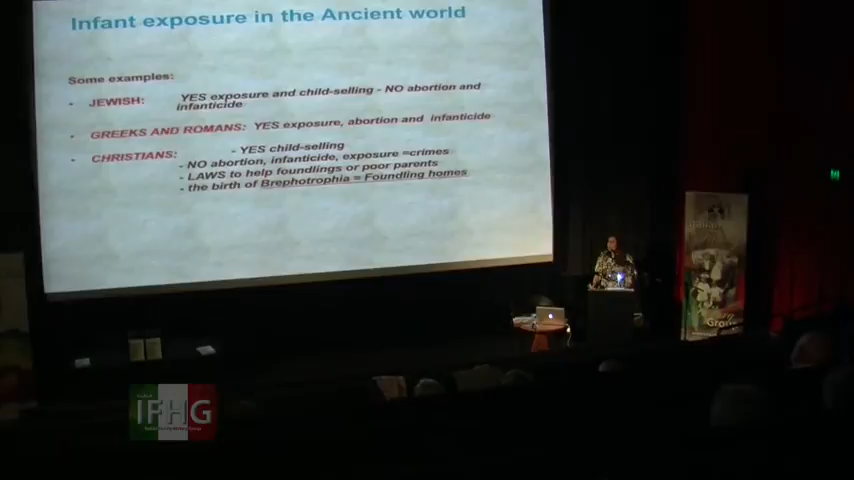 Infant exposure in the Ancient world
Some examples:
- JEWISH: YES exposure and child-selling - NO abortion and
infanticide
- GREEKS AND ROMANS: YES exposure, abortion and infanticide
- CHRISTIANS: - YES child-selling
- NO abortion, infanticide, exposure =crimes
- LAWS to help foundlings or poor parents
- the birth of Brephotrophia = Foundling homes
IFHG